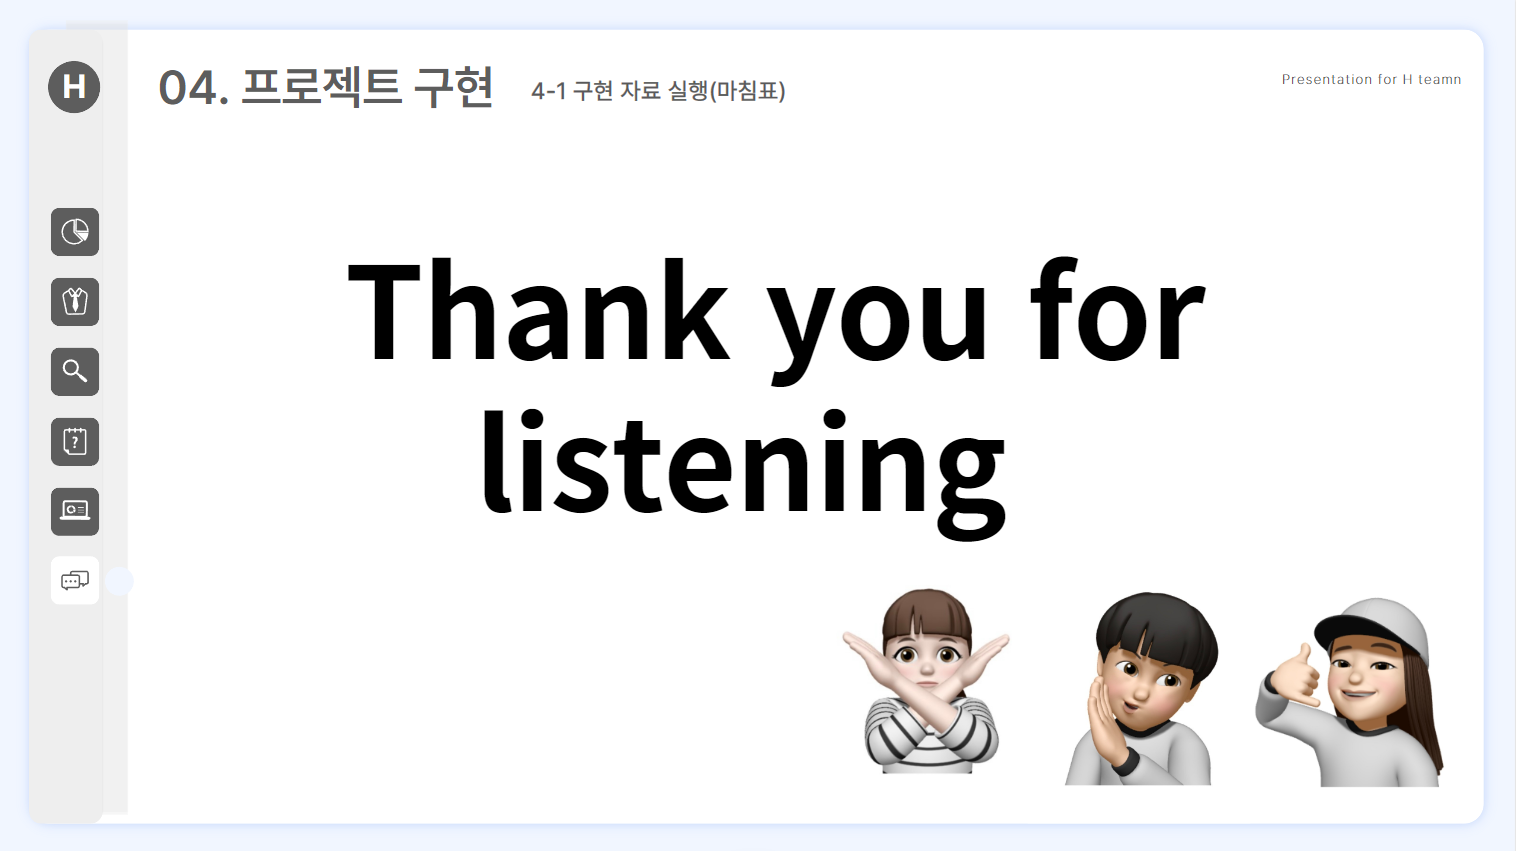 H
04. 프로젝트 구현
4-1 구현 자료 실행(마침표)
Presentation for H teamn
?
Thank you for
listening